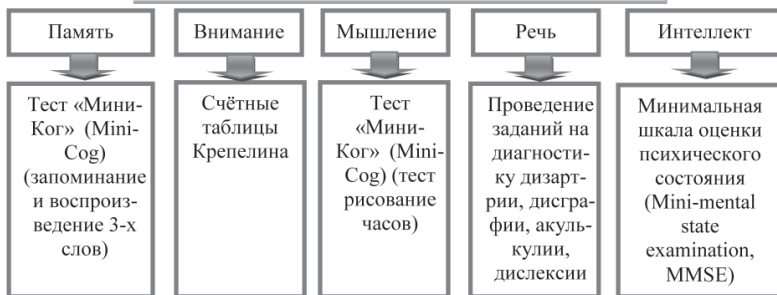 Память
Внимание
Мышление
Речь
Интеллект
Тест «Мини-
Ког» (Mini-
Cog)
(запоминание
и воспроиз-
ведение 3-х
слов)
Счётные
таблицы
Крепелина
Тест
«Мини-
Ког» (Mini-
Cog) (тест
рисование
часов)
Проведение
заданий на
диагности-
ку дизарт-
рии, дисгра-
фии, акуль-
кулии,
дислексии
Минимальная
шкала оценки
психического
состояния
(Mini-mental
state
examination,
MMSE)